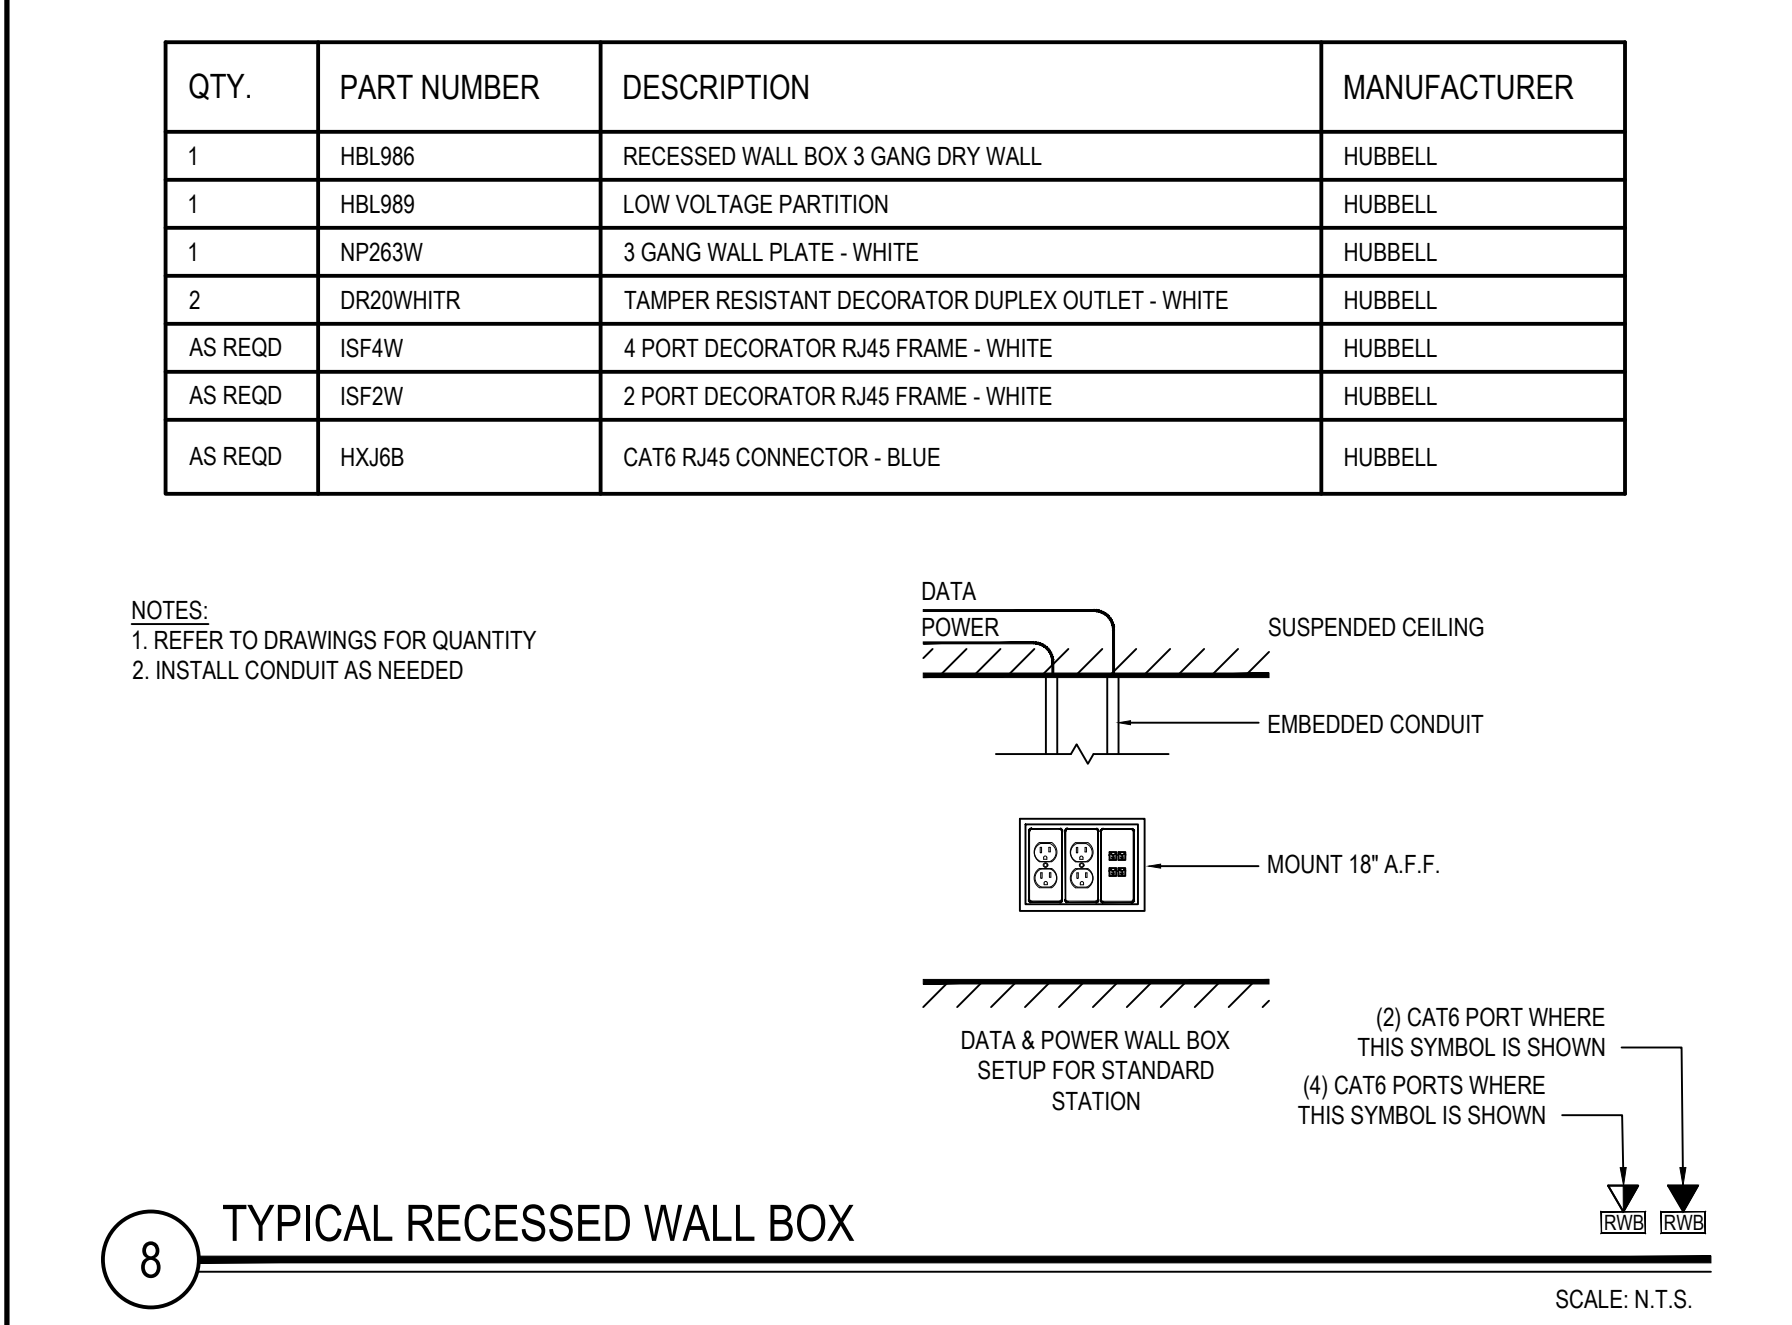 QTY. PART NUMBER DESCRIPTION MANUFACTURER
1 HBL986 RECESSED WALL BOX 3 GANG DRY WALL HUBBELL
1 HBL989 LOW VOLTAGE PARTITION HUBBELL
1 NP263W 3 GANG WALL PLATE - WHITE HUBBELL
2 DR20WHITR TAMPER RESISTANT DECORATOR DUPLEX OUTLET - WHITE HUBBELL
AS REQD ISF4W 4 PORT DECORATOR RJ45 FRAME - WHITE HUBBELL
AS REQD ISF2W 2 PORT DECORATOR RJ45 FRAME - WHITE HUBBELL
AS REQD HXJ6B CAT6 RJ45 CONNECTOR - BLUE HUBBELL
NOTES:
1. REFER TO DRAWINGS FOR QUANTITY
2. INSTALL CONDUIT AS NEEDED
DATA
POWER
SUSPENDED CEILING
EMBEDDED CONDUIT
MOUNT 18" A.F.F.
DATA & POWER WALL BOX
SETUP FOR STANDARD
STATION
(2) CAT6 PORT WHERE
THIS SYMBOL IS SHOWN
(4) CAT6 PORTS WHERE
THIS SYMBOL IS SHOWN
RWB RWB
8 TYPICAL RECESSED WALL BOX
SCALE: N.T.S.